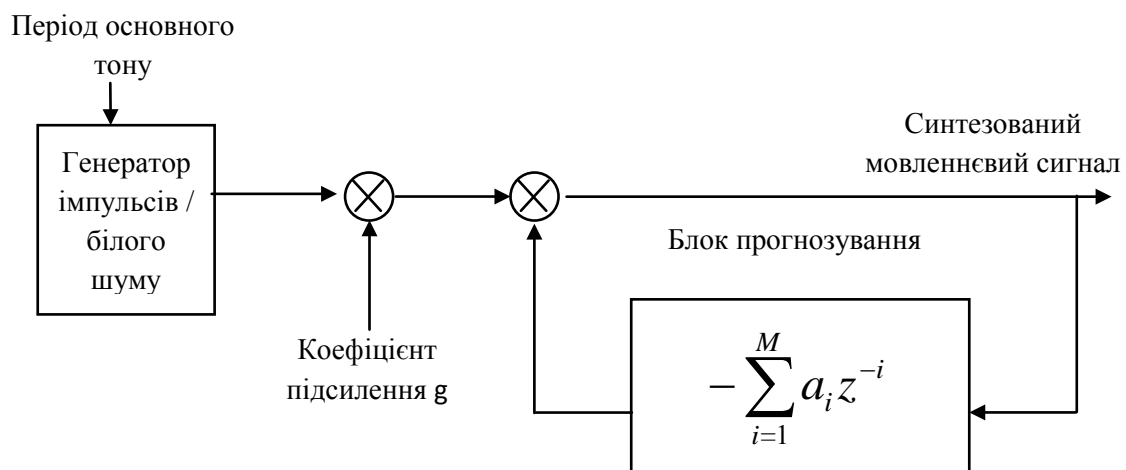 Період основного
тону
Генератор
імпульсів /
білого
шуму
Коефіцієнт
підсилення g
Синтезований
мовленнєвий сигнал
Блок прогнозування
M
− ∑ a_i z^{−i}
i=1